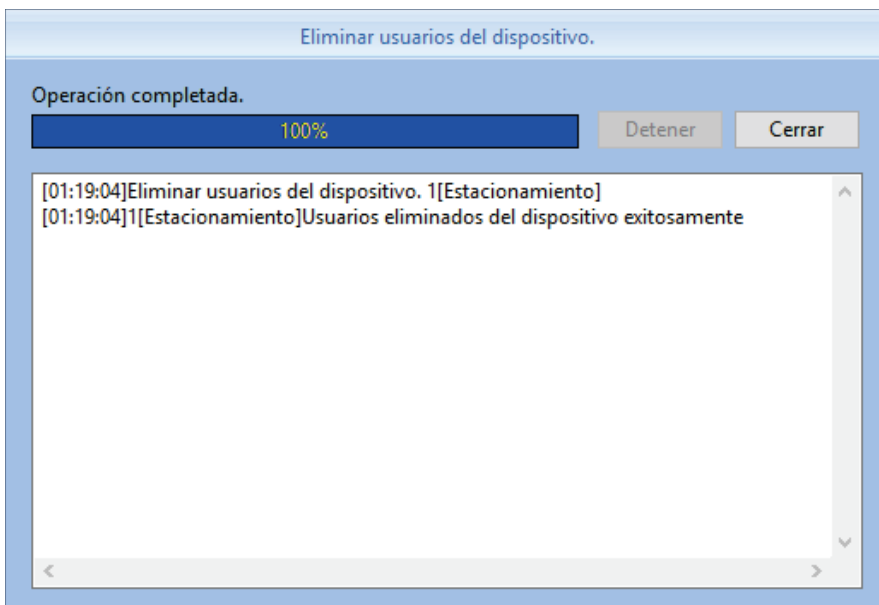 Eliminar usuarios del dispositivo.
Operación completada.
100%
Detener
Cerrar
[01:19:04]Eliminar usuarios del dispositivo. 1[Estacionamiento]
[01:19:04]1[Estacionamiento]Usuarios eliminados del dispositivo exitosamente